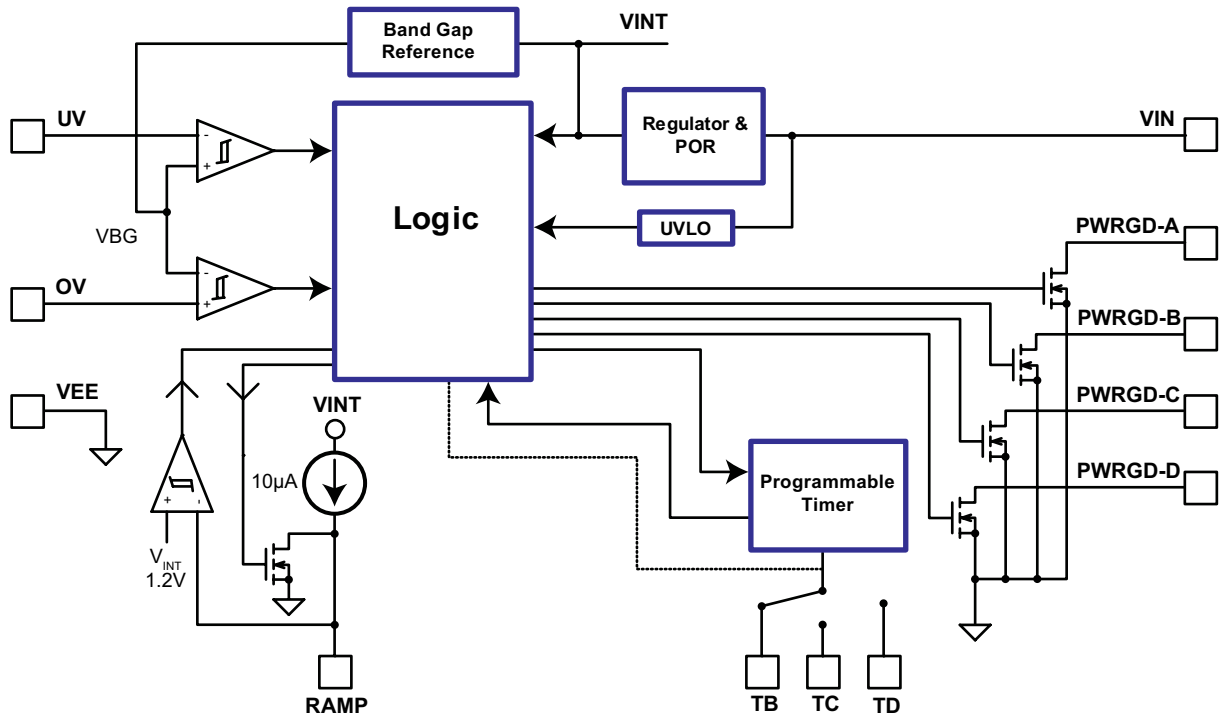 Band Gap
Reference
VINT
UV
-
+
Regulator &
POR
VIN
Logic
UVLO
VBG
PWRGD-A
OV
-
+
PWRGD-B
VEE
VINT
PWRGD-C
10µA
Programmable
Timer
PWRGD-D
+
-
VINT
1.2V
RAMP
TB
TC
TD